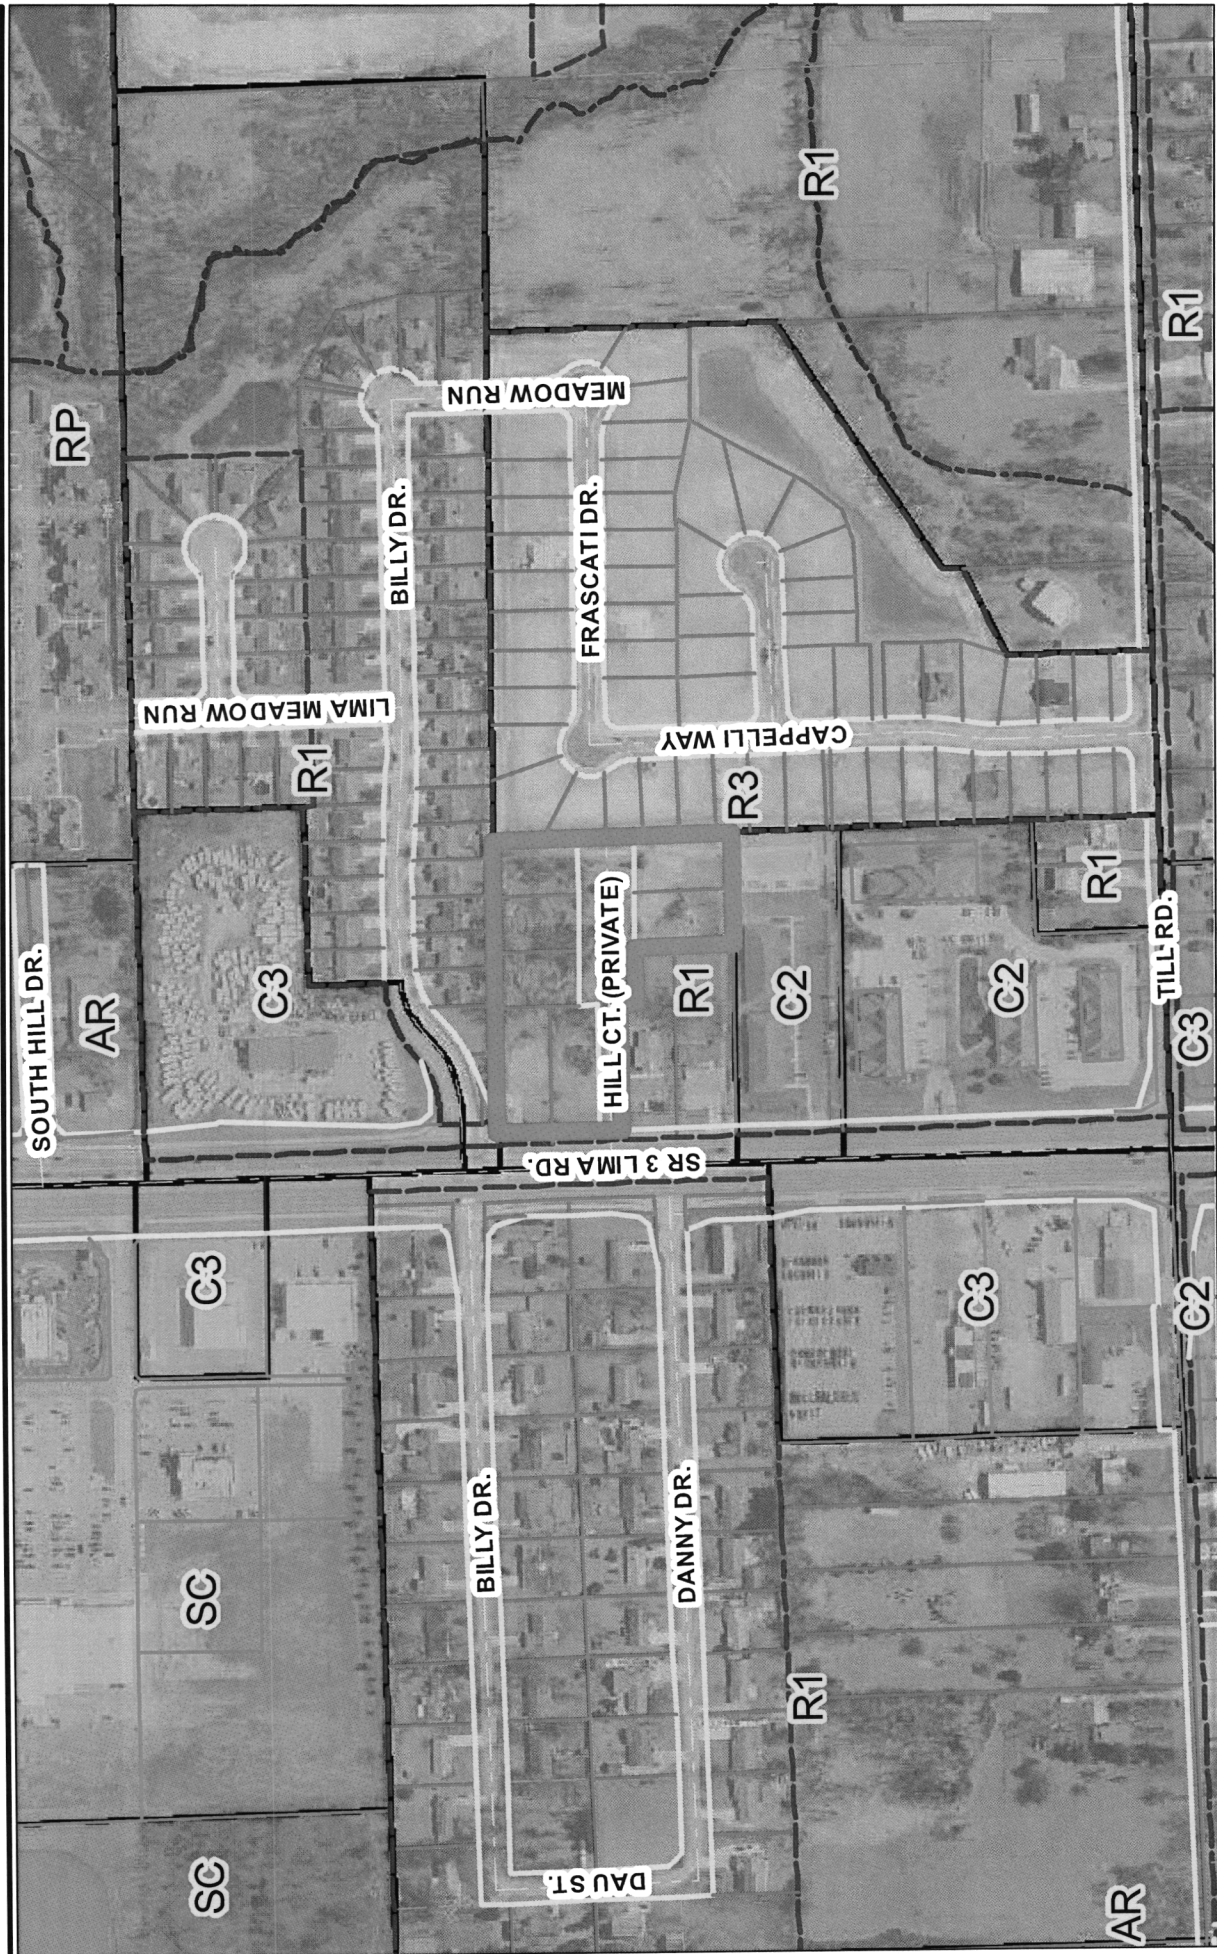 RP
R1
R1
SOUTH HILL DR.
AR
C3
R1
LIMA MEADOW RUN
BILLY DR.
MEADOW RUN
FRASCATI DR.
CAPPELLI WAY
R3
HILL CT. (PRIVATE)
R1
C2
C2
R1
TILL RD.
C3
SR 3 LIMA RD.
C3
C3
C2
SC
SC
BILLY DR.
DANNY DR.
DAU ST.
R1
AR